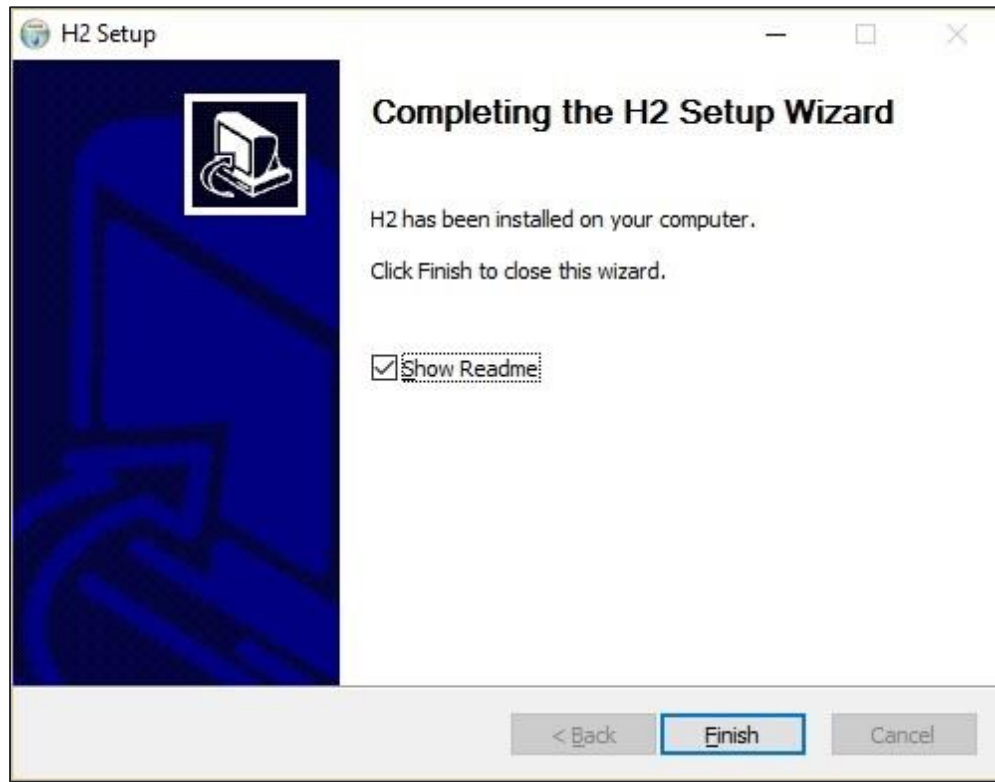 H2 Setup
Completing the H2 Setup Wizard
H2 has been installed on your computer.
Click Finish to close this wizard.
Show Readme
< Back Finish Cancel